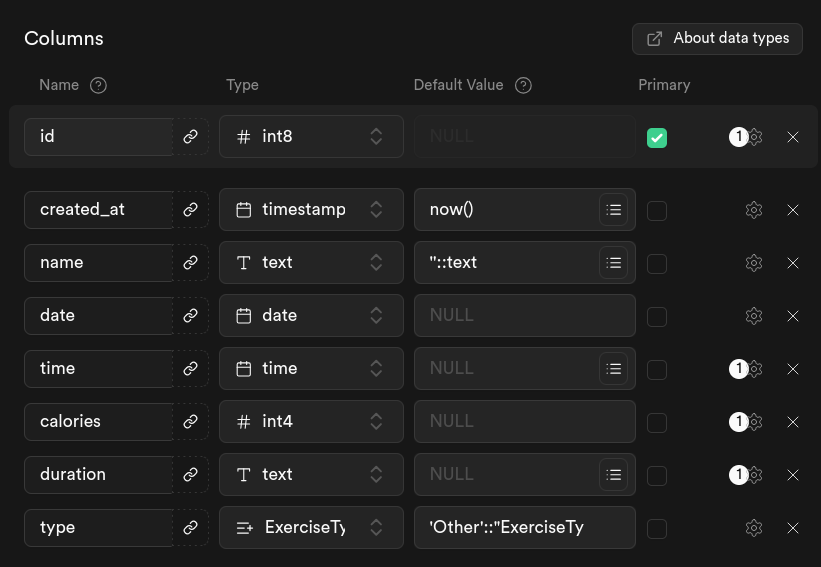 Columns
About data types
Name Type Default Value Primary
id # int8 NULL 1
created_at timestamp now()
name text ''::text
date date NULL
time time NULL 1
calories # int4 NULL 1
duration text NULL 1
type ExerciseTy 'Other'::"ExerciseTy